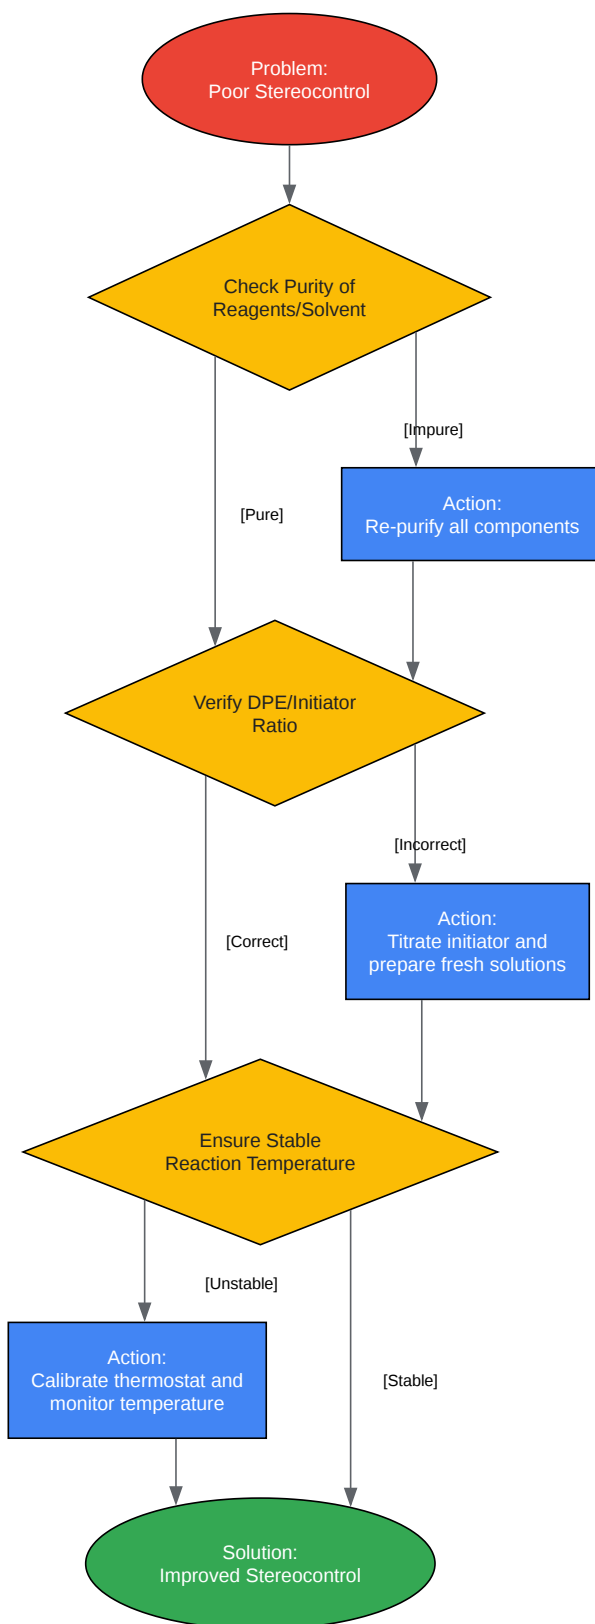 Problem:
Poor Stereocontrol
Check Purity of
Reagents/Solvent
[Impure]
Action:
Re-purify all components
[Pure]
Verify DPE/Initiator
Ratio
[Incorrect]
Action:
Titrate initiator and
prepare fresh solutions
[Correct]
Ensure Stable
Reaction Temperature
[Unstable]
Action:
Calibrate thermostat and
monitor temperature
[Stable]
Solution:
Improved Stereocontrol